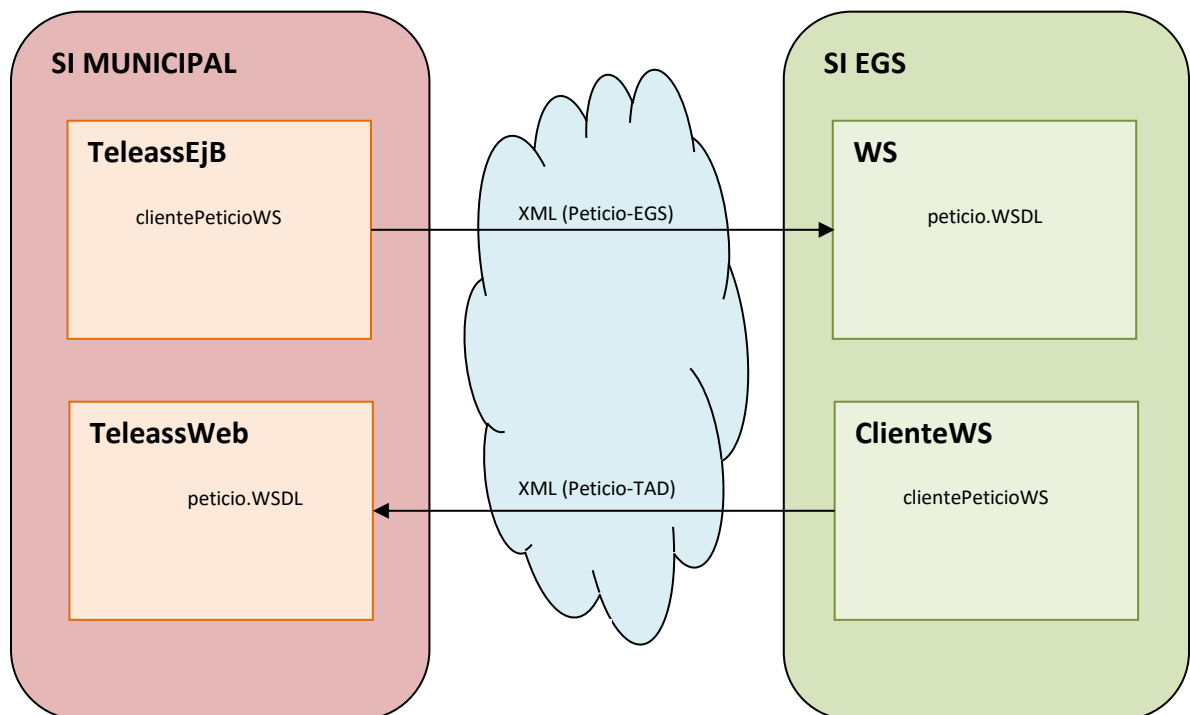 SI MUNICIPAL
SI EGS
TeleassEjB
WS
clientePeticioWS
XML (Peticio-EGS)
peticio.WSDL
TeleassWeb
ClienteWS
peticio.WSDL
XML (Peticio-TAD)
clientePeticioWS